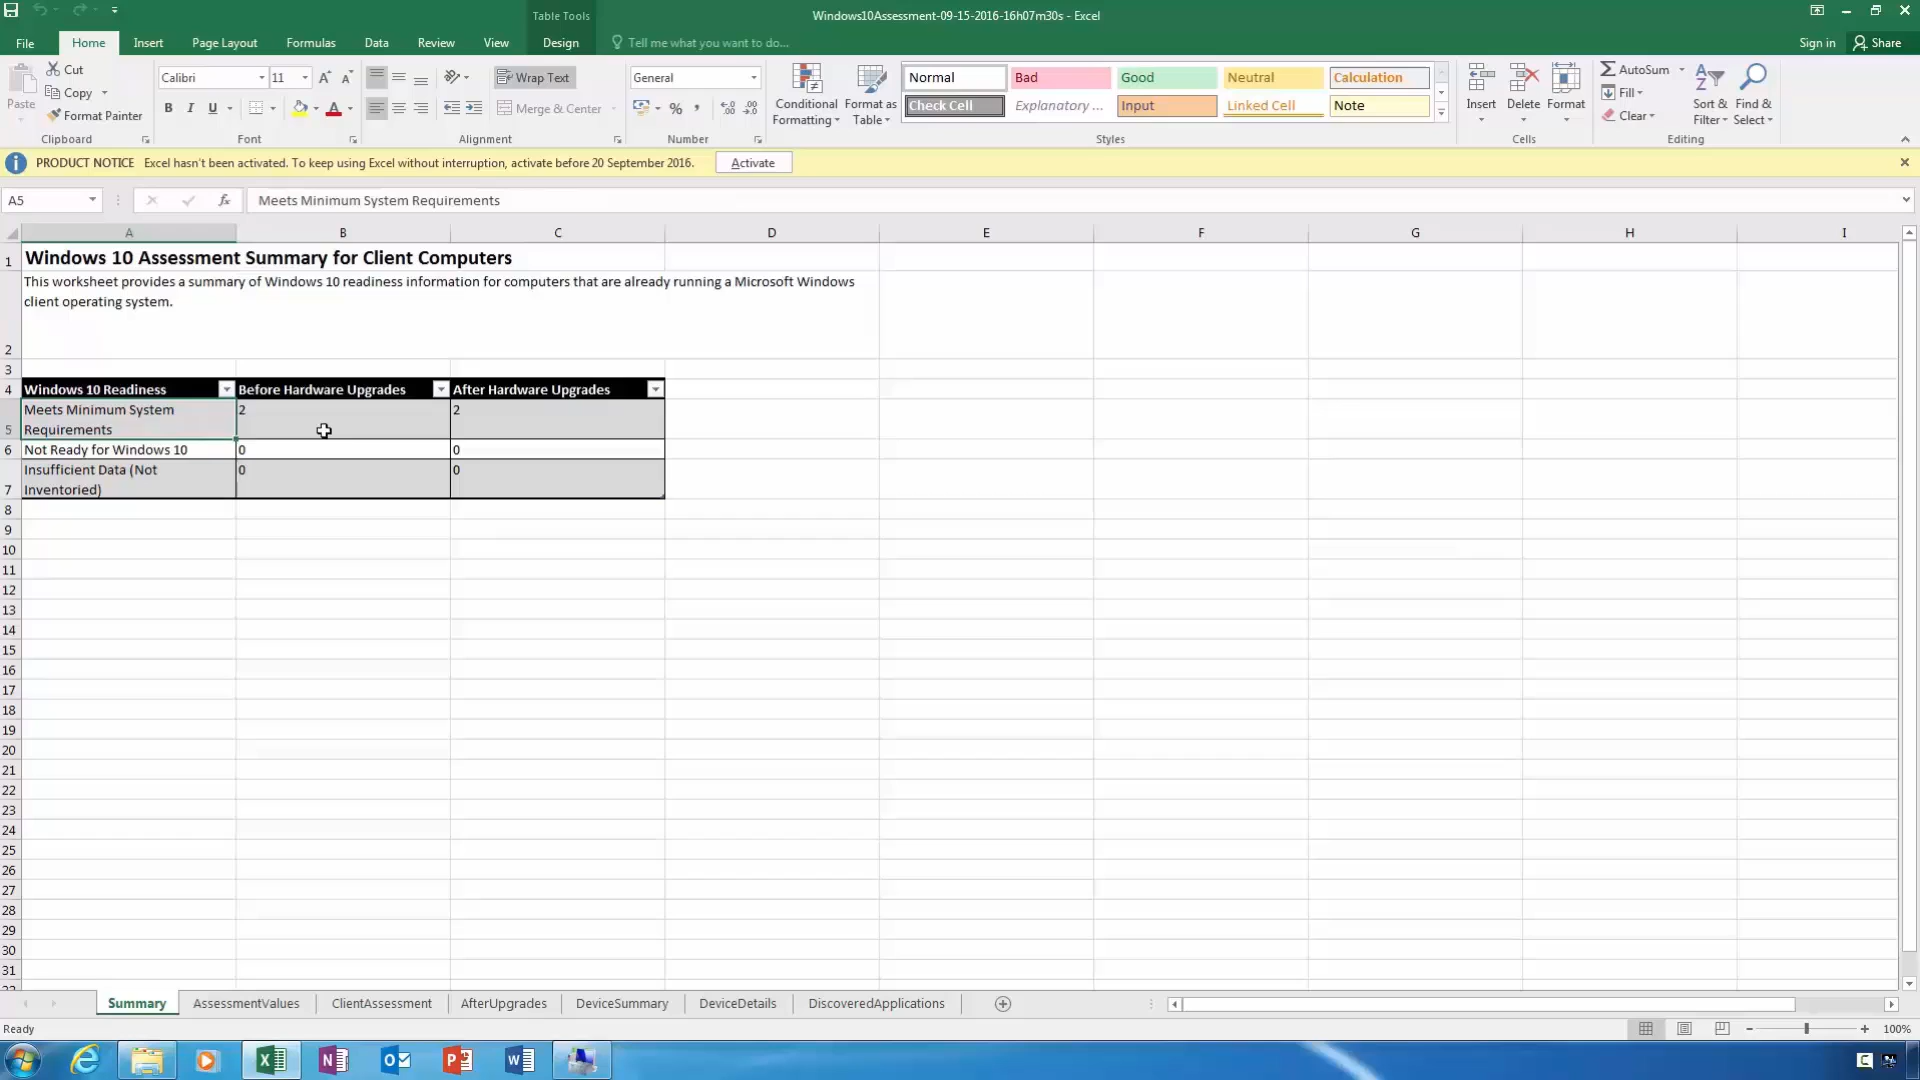 Table Tools
Windows10Assessment-09-15-2016-16h07m30s - Excel
File Home Insert Page Layout Formulas Data Review View Design Tell me what you want to do... Sign in Share
Paste
Cut
Copy
Format Painter
Clipboard
Calibri 11
B I U
Font
Wrap Text
Merge & Center
Alignment
General
%
Number
Conditional Formatting
Format as Table
Normal Bad Good Neutral Calculation
Check Cell Explanatory ... Input Linked Cell Note
Styles
Insert Delete Format
Cells
AutoSum
Fill
Clear
Sort & Filter
Find & Select
Editing
PRODUCT NOTICE Excel hasn't been activated. To keep using Excel without interruption, activate before 20 September 2016. Activate
A5 fx Meets Minimum System Requirements
A B C D E F G H I
1 Windows 10 Assessment Summary for Client Computers
This worksheet provides a summary of Windows 10 readiness information for computers that are already running a Microsoft Windows
client operating system.
2
3
4 Windows 10 Readiness Before Hardware Upgrades After Hardware Upgrades
Meets Minimum System 2 2
5 Requirements
6 Not Ready for Windows 10 0 0
Insufficient Data (Not 0 0
7 Inventoried)
8
9
10
11
12
13
14
15
16
17
18
19
20
21
22
23
24
25
26
27
28
29
30
31
Summary AssessmentValues ClientAssessment AfterUpgrades DeviceSummary DeviceDetails DiscoveredApplications
Ready 100%